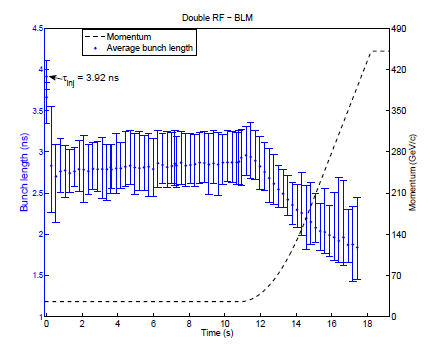 Double RF − BLM
Momentum
Average bunch length
τinj = 3.92 ns
Bunch length (ns)
4.5
4
3.5
3
2.5
2
1.5
1
Momentum (GeV/c)
490
420
350
280
210
140
70
0
0 2 4 6 8 10 12 14 16 18
Time (s)